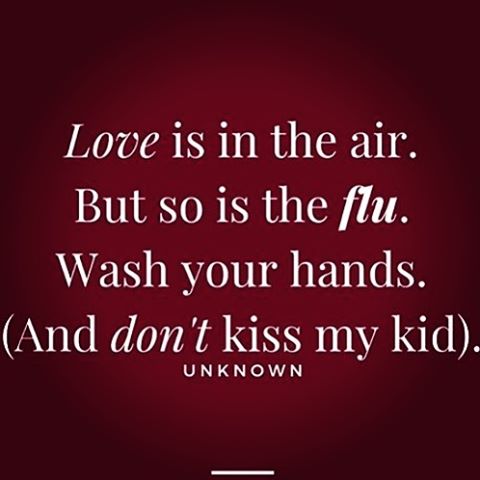 Love is in the air.
But so is the flu.
Wash your hands.
(And don't kiss my kid).
UNKNOWN